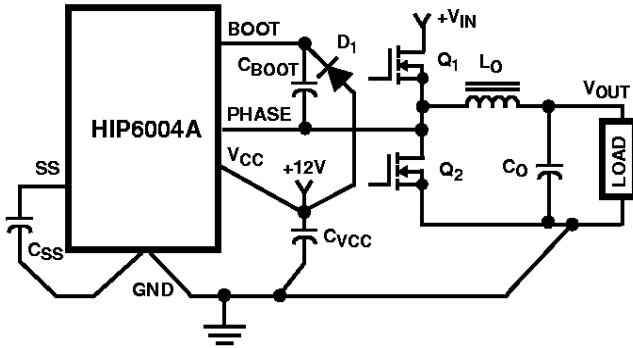 +VIN
BOOT
D1
Q1
LO
CBOOT
VOUT
HIP6004A
PHASE
LOAD
VCC
SS
+12V
Q2
CO
CSS
CVCC
GND